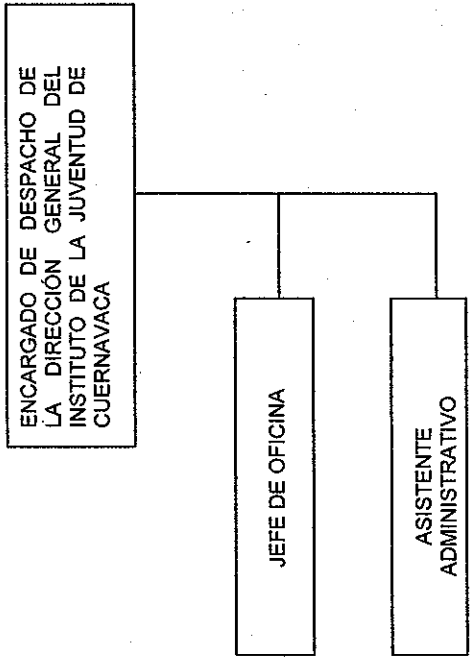 ENCARGADO DE DESPACHO DE
LA DIRECCIÓN GENERAL DEL
INSTITUTO DE LA JUVENTUD DE
CUERNAVACA
JEFE DE OFICINA
ASISTENTE
ADMINISTRATIVO